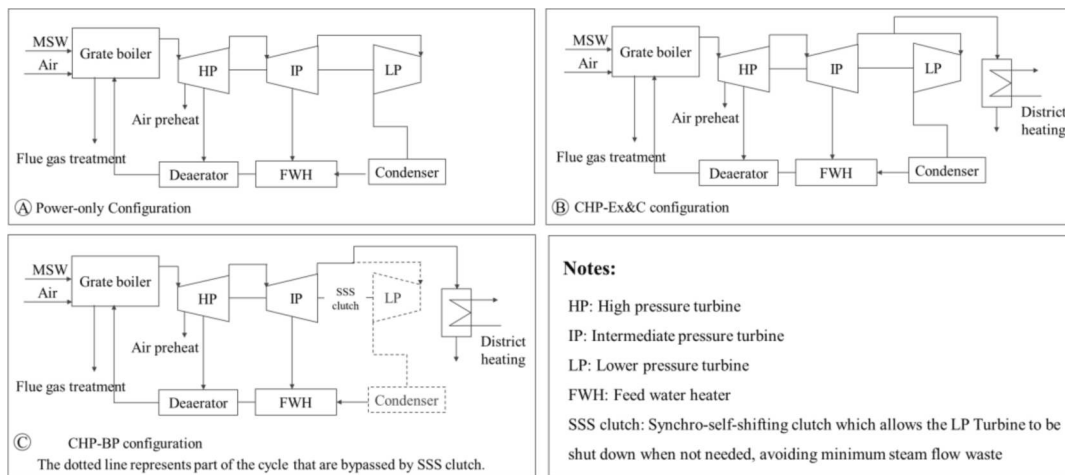 MSW
Air
Grate boiler
HP
IP
LP
Air preheat
Flue gas treatment
Deaerator
FWH
Condenser
A Power-only Configuration
MSW
Air
Grate boiler
HP
IP
LP
Air preheat
District
heating
Flue gas treatment
Deaerator
FWH
Condenser
B CHP-Ex&C configuration
MSW
Air
Grate boiler
HP
IP
SSS
clutch
LP
Air preheat
District
heating
Flue gas treatment
Deaerator
FWH
Condenser
C CHP-BP configuration
The dotted line represents part of the cycle that are bypassed by SSS clutch.
Notes:
HP: High pressure turbine
IP: Intermediate pressure turbine
LP: Lower pressure turbine
FWH: Feed water heater
SSS clutch: Synchro-self-shifting clutch which allows the LP Turbine to be
shut down when not needed, avoiding minimum steam flow waste